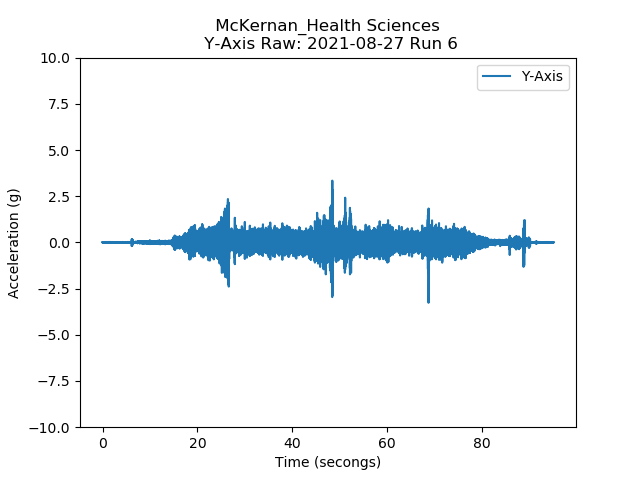 McKernan_Health Sciences
Y-Axis Raw: 2021-08-27 Run 6
10.0
7.5
5.0
2.5
0.0
−2.5
−5.0
−7.5
−10.0
Acceleration (g)
Y-Axis
0 20 40 60 80
Time (secongs)